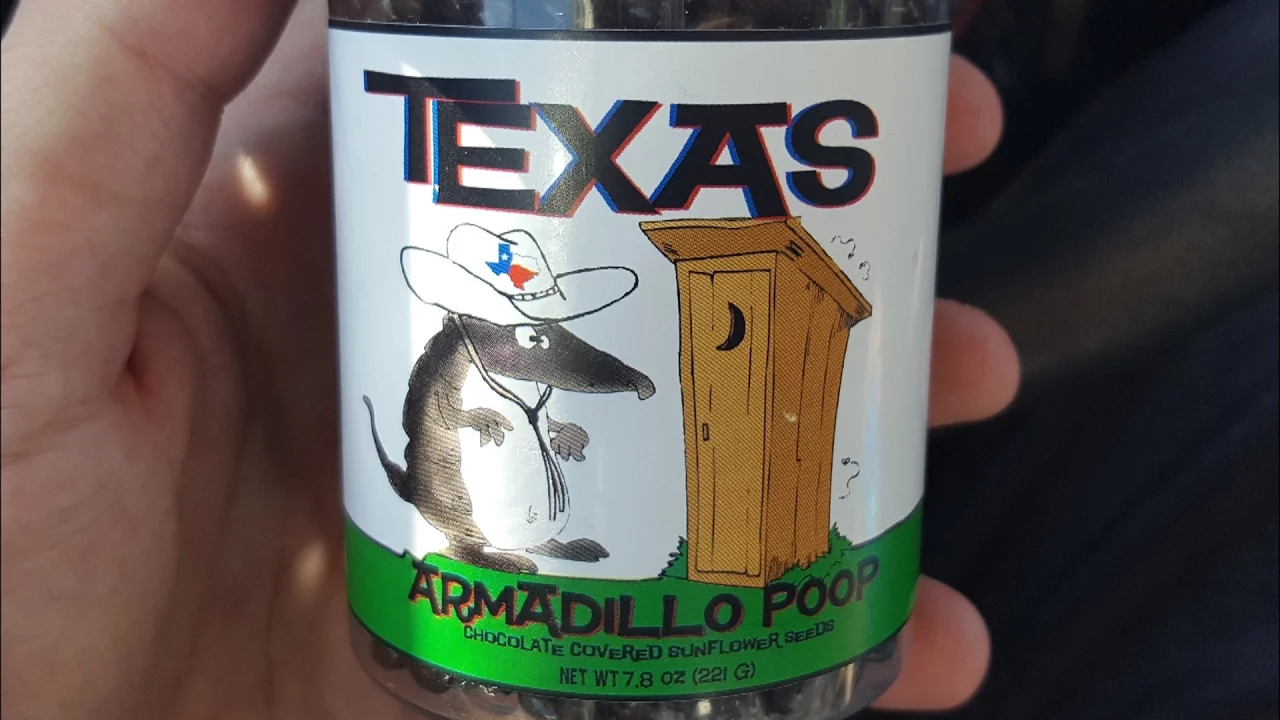 TEXAS
ARMADILLO POOP
CHOCOLATE COVERED SUNFLOWER SEEDS
NET WT 7.8 OZ (221 G)